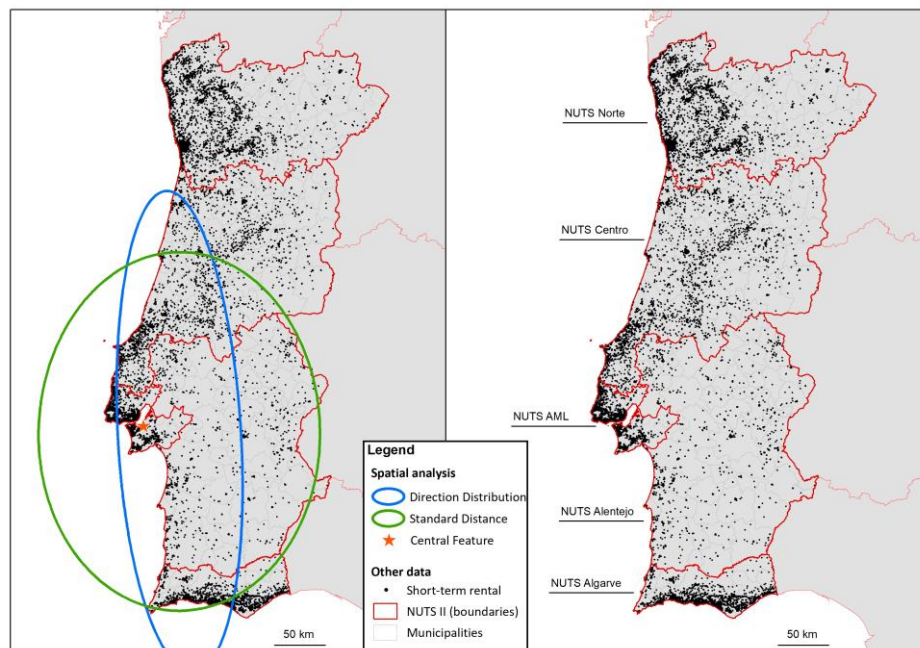 Legend
Spatial analysis
Direction Distribution
Standard Distance
Central Feature
Other data
Short-term rental
NUTS II (boundaries)
Municipalities
50 km
NUTS Norte
NUTS Centro
NUTS AML
NUTS Alentejo
NUTS Algarve
50 km